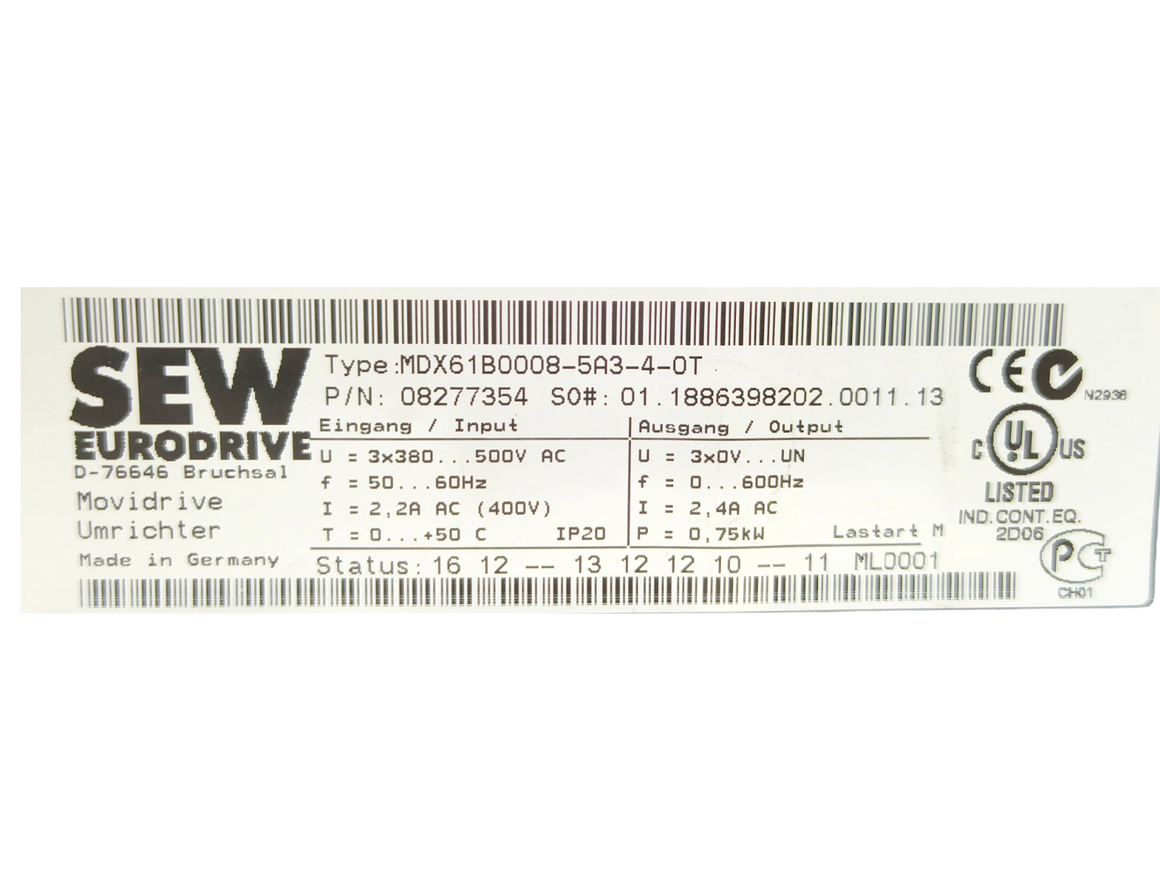 SEW
EURODRIVE
D-76646 Bruchsal
Movidrive
Umrichter
Made in Germany
Type:MDX61B0008-5A3-4-0T
P/N: 08277354 SO#: 01.1886398202.0011.13
Eingang / Input
U = 3x380...500V AC
f = 50...60Hz
I = 2,2A AC (400V)
T = 0...+50 C IP20
Ausgang / Output
U = 3x0V...UN
f = 0...600Hz
I = 2,4A AC
P = 0,75kW Lastart M
Status: 16 12 -- 13 12 12 10 -- 11 ML0001
CE
N2936
C UL US
LISTED
IND.CONT.EQ.
2D06
PCT
CH01